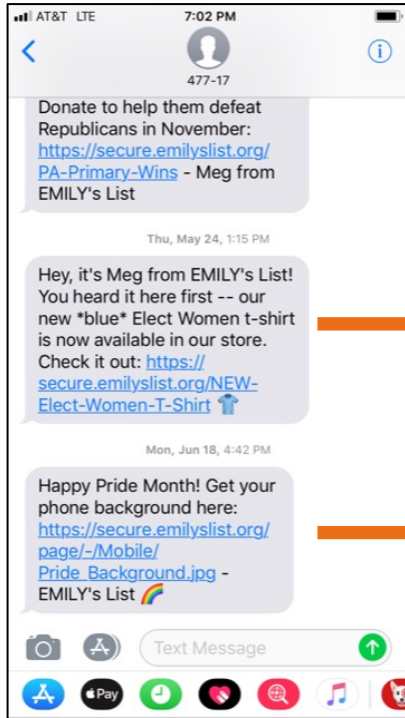 AT&T LTE 7:02 PM
477-17
Donate to help them defeat
Republicans in November:
https://secure.emilyslist.org/
PA-Primary-Wins - Meg from
EMILY's List
Thu, May 24, 1:15 PM
Hey, it's Meg from EMILY's List!
You heard it here first -- our
new *blue* Elect Women t-shirt
is now available in our store.
Check it out: https://
secure.emilyslist.org/NEW-
Elect-Women-T-Shirt 👕
Mon, Jun 18, 4:42 PM
Happy Pride Month! Get your
phone background here:
https://secure.emilyslist.org/
page/-/Mobile/
Pride_Background.jpg -
EMILY's List 🌈
Text Message
Pay